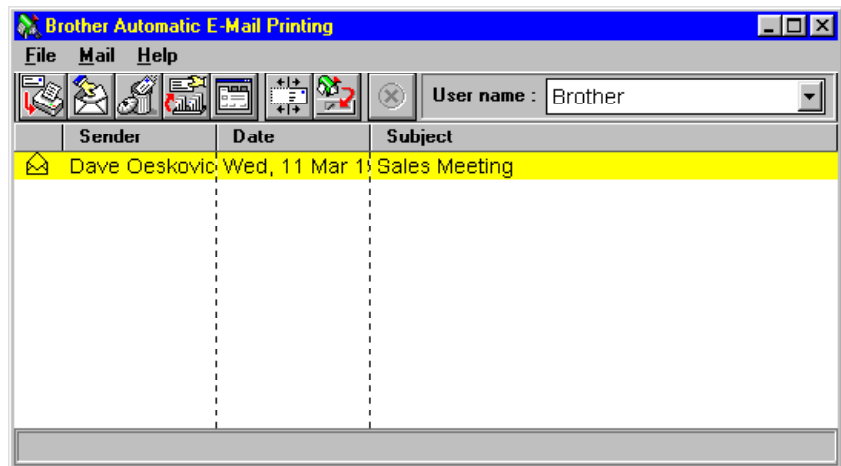 Brother Automatic E-Mail Printing
File Mail Help
User name : Brother
Sender Date Subject
Dave Oeskovic Wed, 11 Mar 1 Sales Meeting